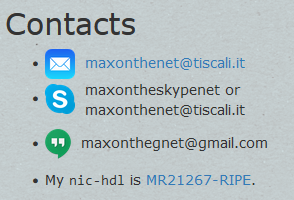 Contacts
maxonthenet@tiscali.it
maxontheskypenet or
maxonthenet@tiscali.it
maxonthegnet@gmail.com
My nic-hdl is MR21267-RIPE.